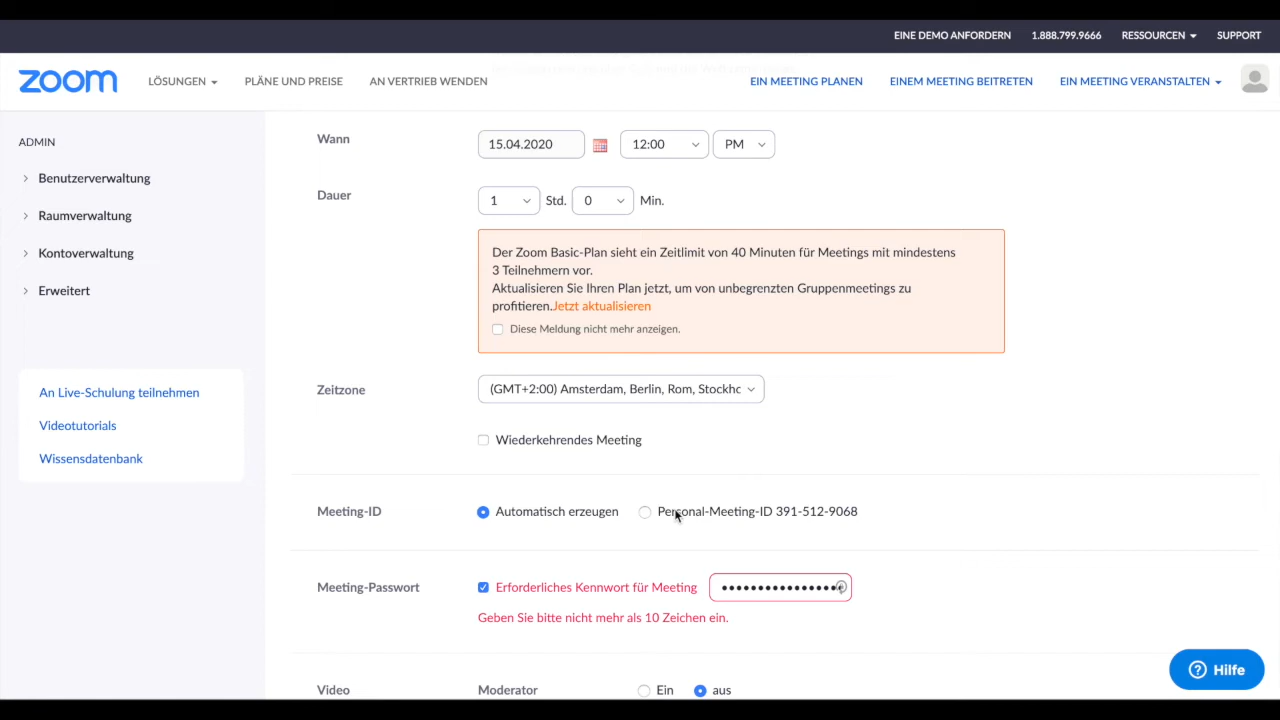 EINE DEMO ANFORDERN 1.888.799.9666 RESSOURCEN SUPPORT
zoom LÖSUNGEN PLÄNE UND PREISE AN VERTRIEB WENDEN EIN MEETING PLANEN EINEM MEETING BEITRETEN EIN MEETING VERANSTALTEN
ADMIN
Benutzerverwaltung
Raumverwaltung
Kontoverwaltung
Erweitert
An Live-Schulung teilnehmen
Videotutorials
Wissensdatenbank
Wann 15.04.2020 12:00 PM
Dauer 1 Std. 0 Min.
Der Zoom Basic-Plan sieht ein Zeitlimit von 40 Minuten für Meetings mit mindestens
3 Teilnehmern vor.
Aktualisieren Sie Ihren Plan jetzt, um von unbegrenzten Gruppenmeetings zu
profitieren.Jetzt aktualisieren
Diese Meldung nicht mehr anzeigen.
Zeitzone (GMT+2:00) Amsterdam, Berlin, Rom, Stockho
Wiederkehrendes Meeting
Meeting-ID Automatisch erzeugen Personal-Meeting-ID 391-512-9068
Meeting-Passwort Erforderliches Kennwort für Meeting
Geben Sie bitte nicht mehr als 10 Zeichen ein.
Video Moderator Ein aus
Hilfe